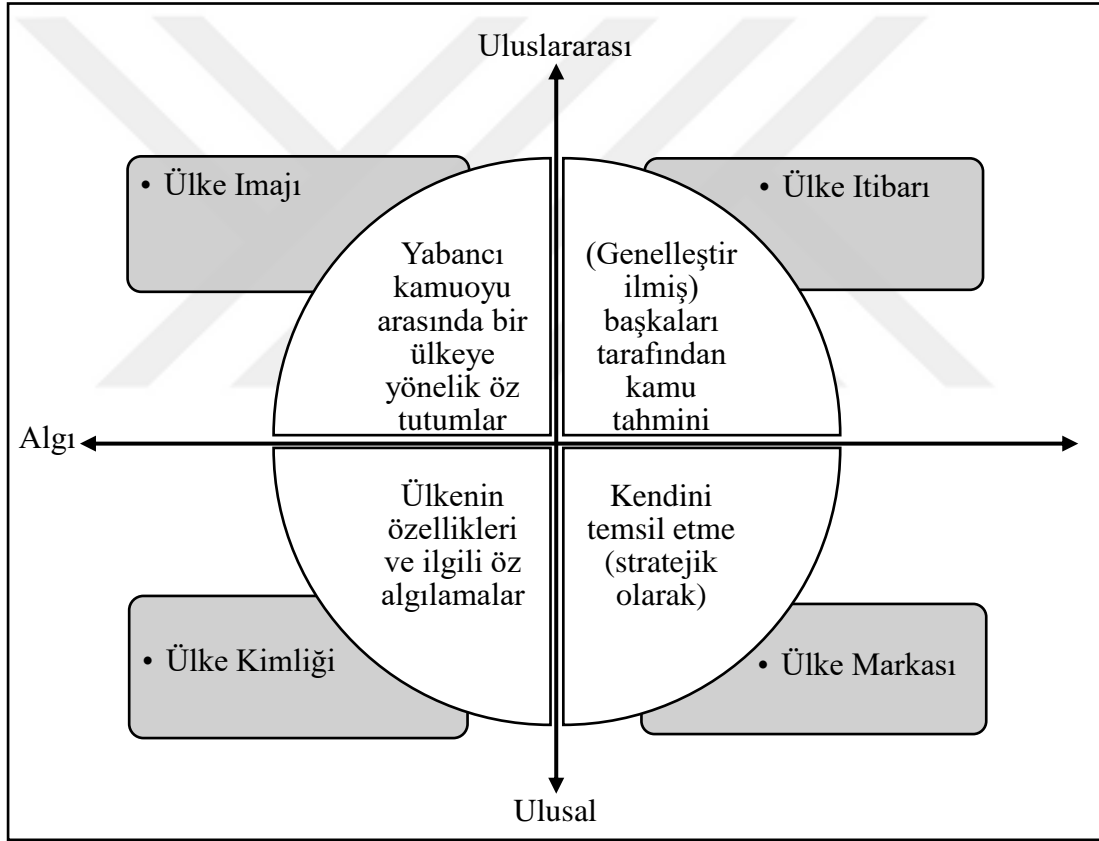 Uluslararası
• Ülke Imajı
• Ülke Itibarı
Yabancı
kamuoyu
arasında bir
ülkeye
yönelik öz
tutumlar
(Genelleştir
ilmiş)
başkaları
tarafından
kamu
tahmini
Algı
Ülkenin
özellikleri
ve ilgili öz
algılamalar
Kendini
temsil etme
(stratejik
olarak)
• Ülke Kimliği
• Ülke Markası
Ulusal